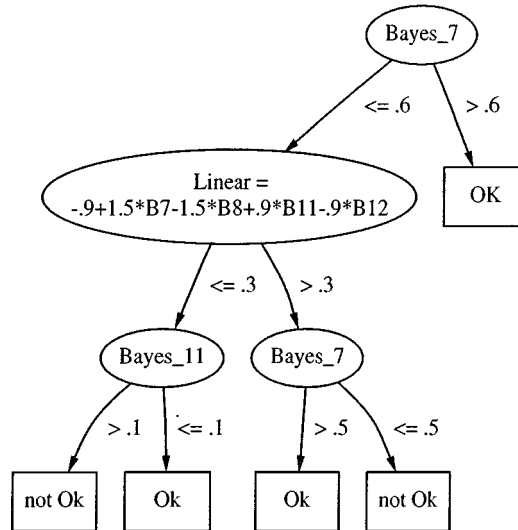 Bayes_7
<= .6
> .6
Linear =
-.9+1.5*B7-1.5*B8+.9*B11-.9*B12
OK
<= .3
> .3
Bayes_11
Bayes_7
> .1
<= .1
> .5
<= .5
not Ok
Ok
Ok
not Ok